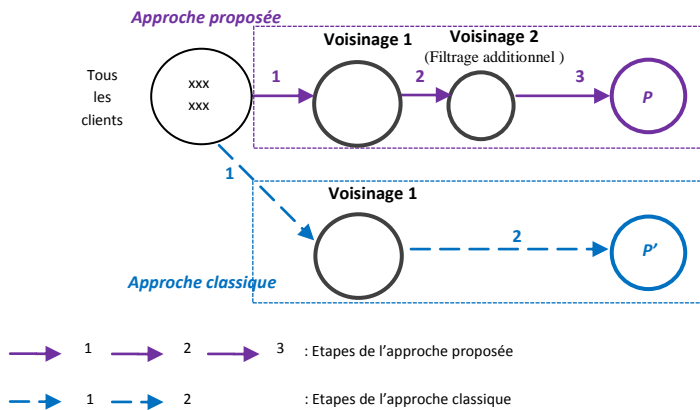 Approche proposée
Voisinage 1
Voisinage 2
(Filtrage additionnel )
Tous
les
clients
xxx
xxx
1
2
3
P
1
Voisinage 1
2
P’
Approche classique
1 2 3 : Etapes de l’approche proposée
1 2 : Etapes de l’approche classique